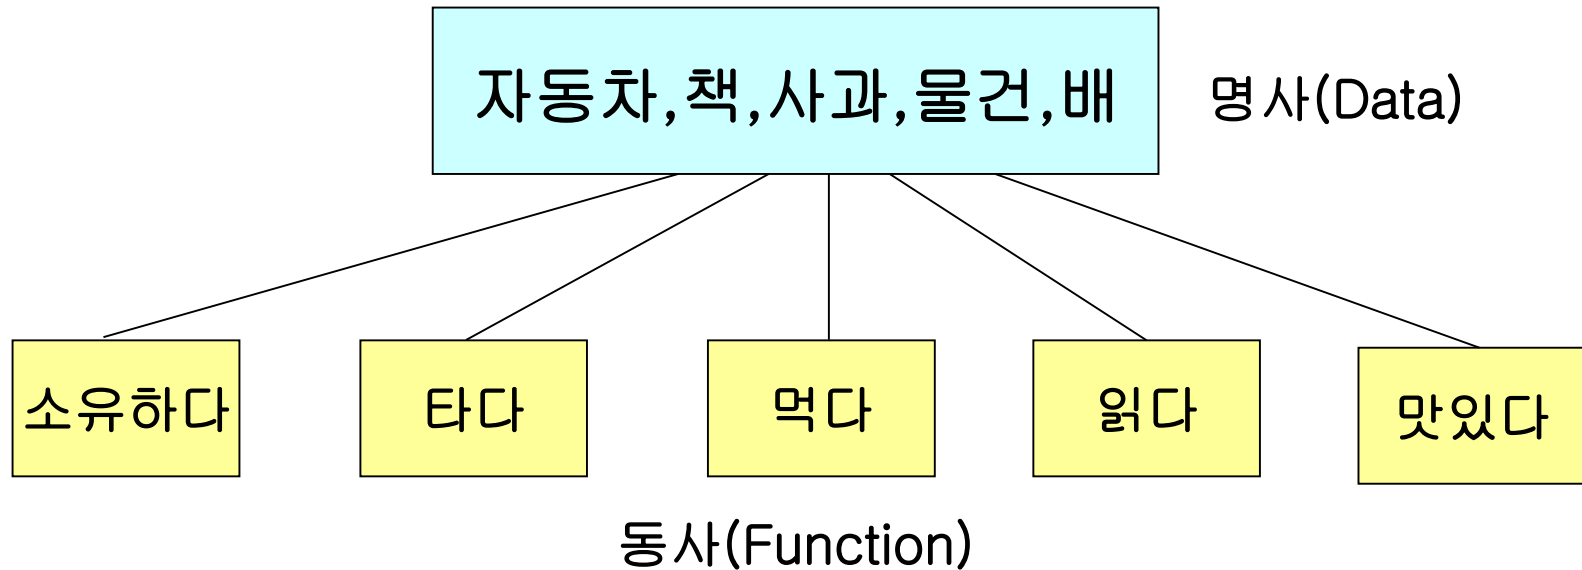 자동차,책,사과,물건,배
명사(Data)
소유하다
타다
먹다
읽다
맛있다
동사(Function)